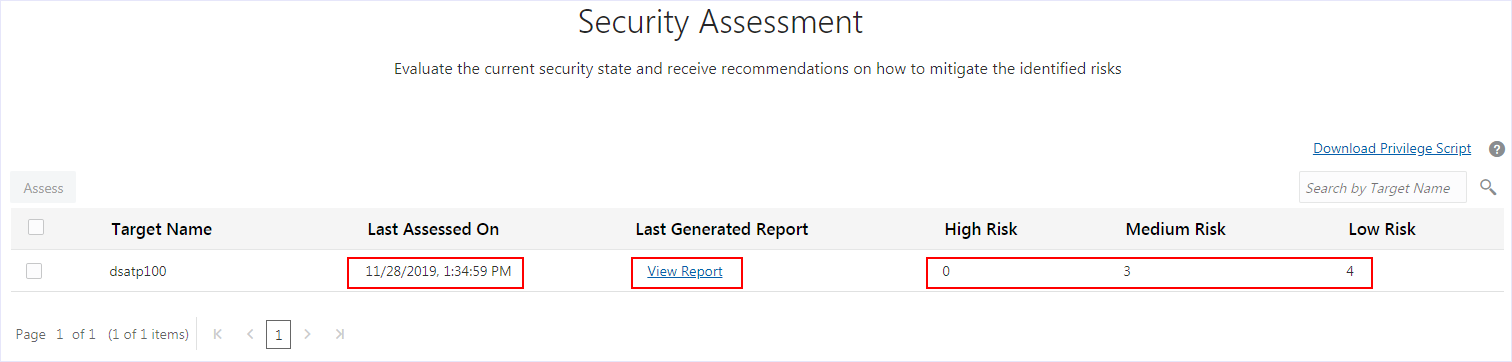 Security Assessment
Evaluate the current security state and receive recommendations on how to mitigate the identified risks
Download Privilege Script ?
Assess Search by Target Name
Target Name Last Assessed On Last Generated Report High Risk Medium Risk Low Risk
dsatp100 11/28/2019, 1:34:59 PM View Report 0 3 4
Page 1 of 1 (1 of 1 items) 1